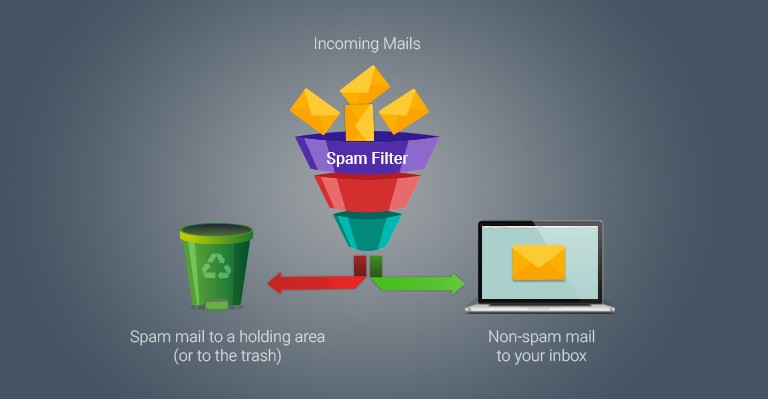 Incoming Mails
Spam Filter
Spam mail to a holding area
(or to the trash)
Non-spam mail
to your inbox